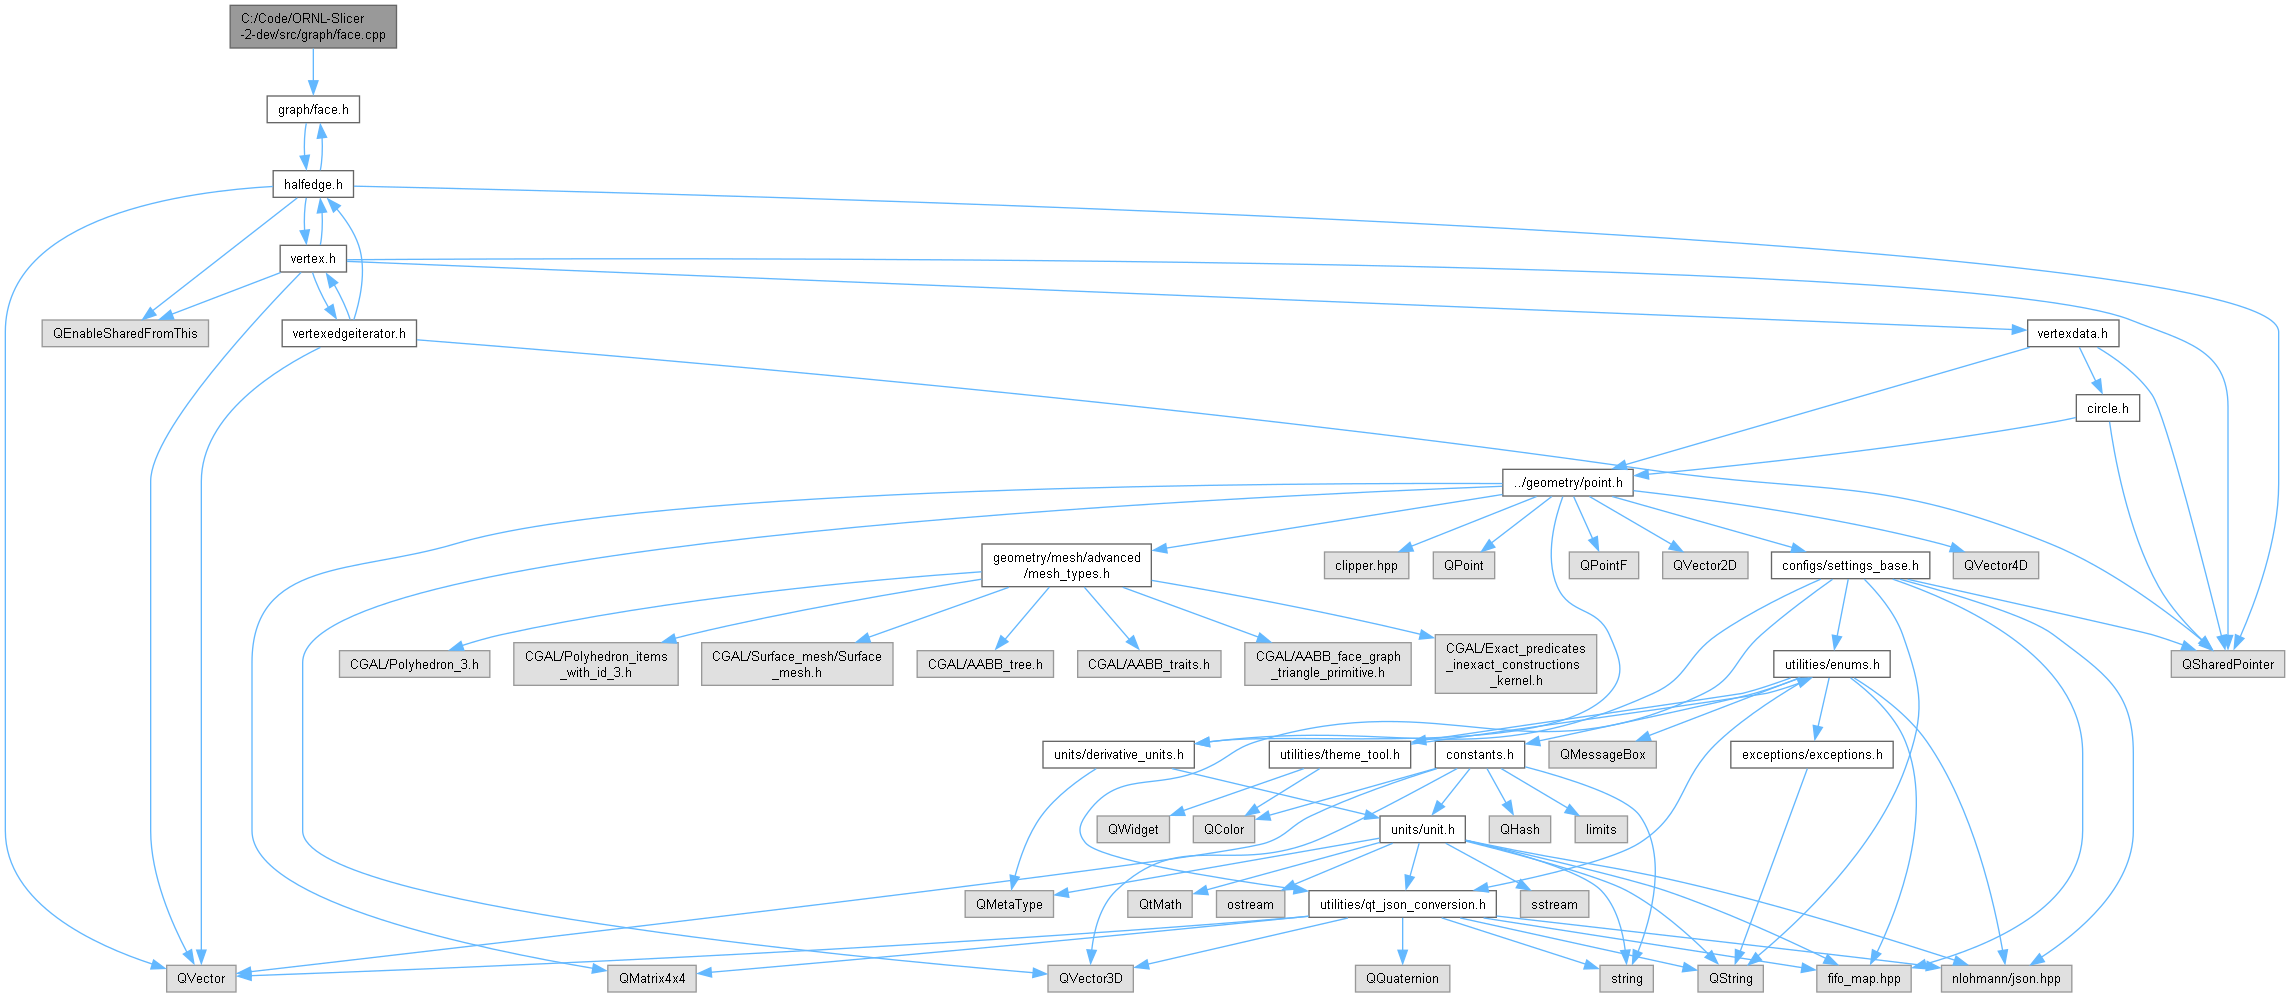 C:/Code/ORNL-Slicer
-2-dev/src/graph/face.cpp
graph/face.h
halfedge.h
vertex.h
QEnableSharedFromThis
vertexedgeiterator.h
vertexdata.h
circle.h
../geometry/point.h
geometry/mesh/advanced
/mesh_types.h
clipper.hpp
QPoint
QPointF
QVector2D
configs/settings_base.h
QVector4D
CGAL/Polyhedron_3.h
CGAL/Polyhedron_items
_with_id_3.h
CGAL/Surface_mesh/Surface
_mesh.h
CGAL/AABB_tree.h
CGAL/AABB_traits.h
CGAL/AABB_face_graph
_triangle_primitive.h
CGAL/Exact_predicates
_inexact_constructions
_kernel.h
utilities/enums.h
QSharedPointer
units/derivative_units.h
utilities/theme_tool.h
constants.h
QMessageBox
exceptions/exceptions.h
QWidget
QColor
units/unit.h
QHash
limits
QMetaType
QtMath
ostream
utilities/qt_json_conversion.h
sstream
QVector
QMatrix4x4
QVector3D
QQuaternion
string
QString
fifo_map.hpp
nlohmann/json.hpp